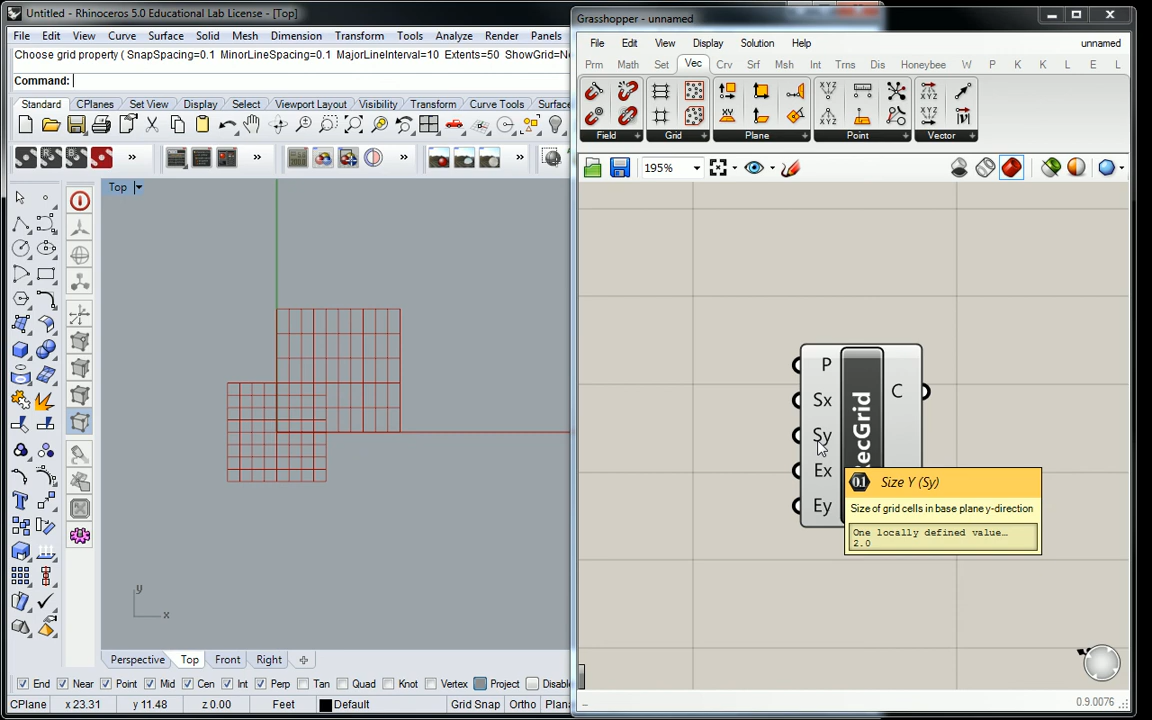 Untitled - Rhinoceros 5.0 Educational Lab License - [Top]
File Edit View Curve Surface Solid Mesh Dimension Transform Tools Analyze Render Panels
Choose grid property ( SnapSpacing=0.1 MinorLineSpacing=0.1 MajorLineInterval=10 Extents=50 ShowGrid=N
Command:
Standard CPlanes Set View Display Select Viewport Layout Visibility Transform Curve Tools Surface
Top
y
x
Perspective Top Front Right
End Near Point Mid Cen Int Perp Tan Quad Knot Vertex Project Disable
CPlane x 23.31 y 11.48 z 0.00 Feet Default Grid Snap Ortho Plana
Grasshopper - unnamed
File Edit View Display Solution Help unnamed
Prm Math Set Vec Crv Srf Msh Int Trns Dis Honeybee W P K K L E L
Field Grid Plane Point Vector
195%
P
Sx
Sy
Ex
Ey
RecGrid
C
0.1 Size Y (Sy)
Size of grid cells in base plane y-direction
One locally defined value...
2.0
0.9.0076